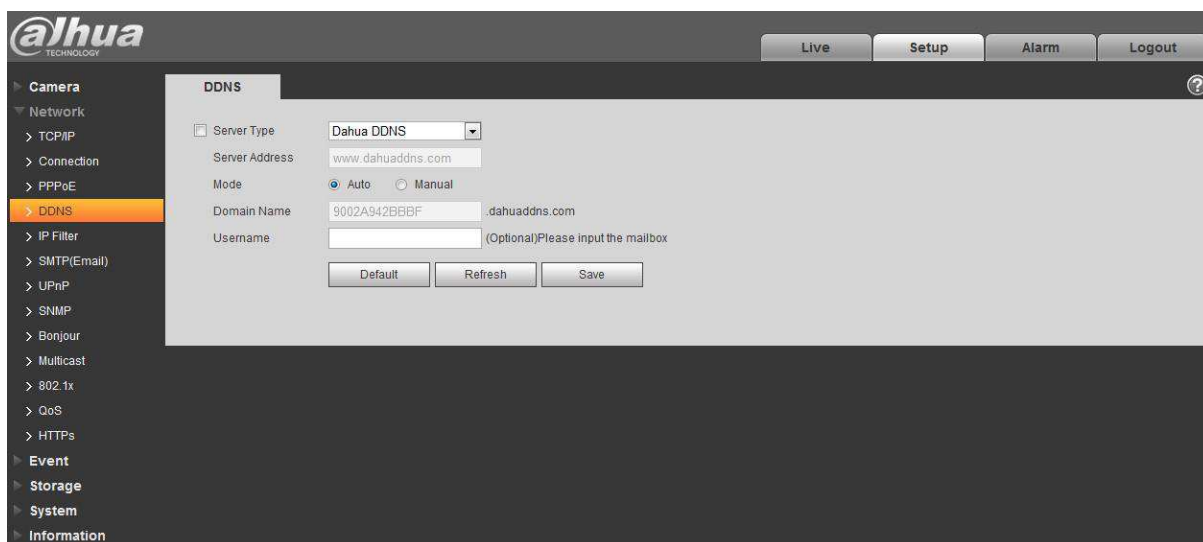 alhua
TECHNOLOGY
Live Setup Alarm Logout
Camera
Network
> TCP/IP
> Connection
> PPPoE
> DDNS
> IP Filter
> SMTP(Email)
> UPnP
> SNMP
> Bonjour
> Multicast
> 802.1x
> QoS
> HTTPs
Event
Storage
System
Information
DDNS
?
Server Type Dahua DDNS
Server Address www.dahuaddns.com
Mode Auto Manual
Domain Name 9002A942BBBF .dahuaddns.com
Username (Optional)Please input the mailbox
Default Refresh Save